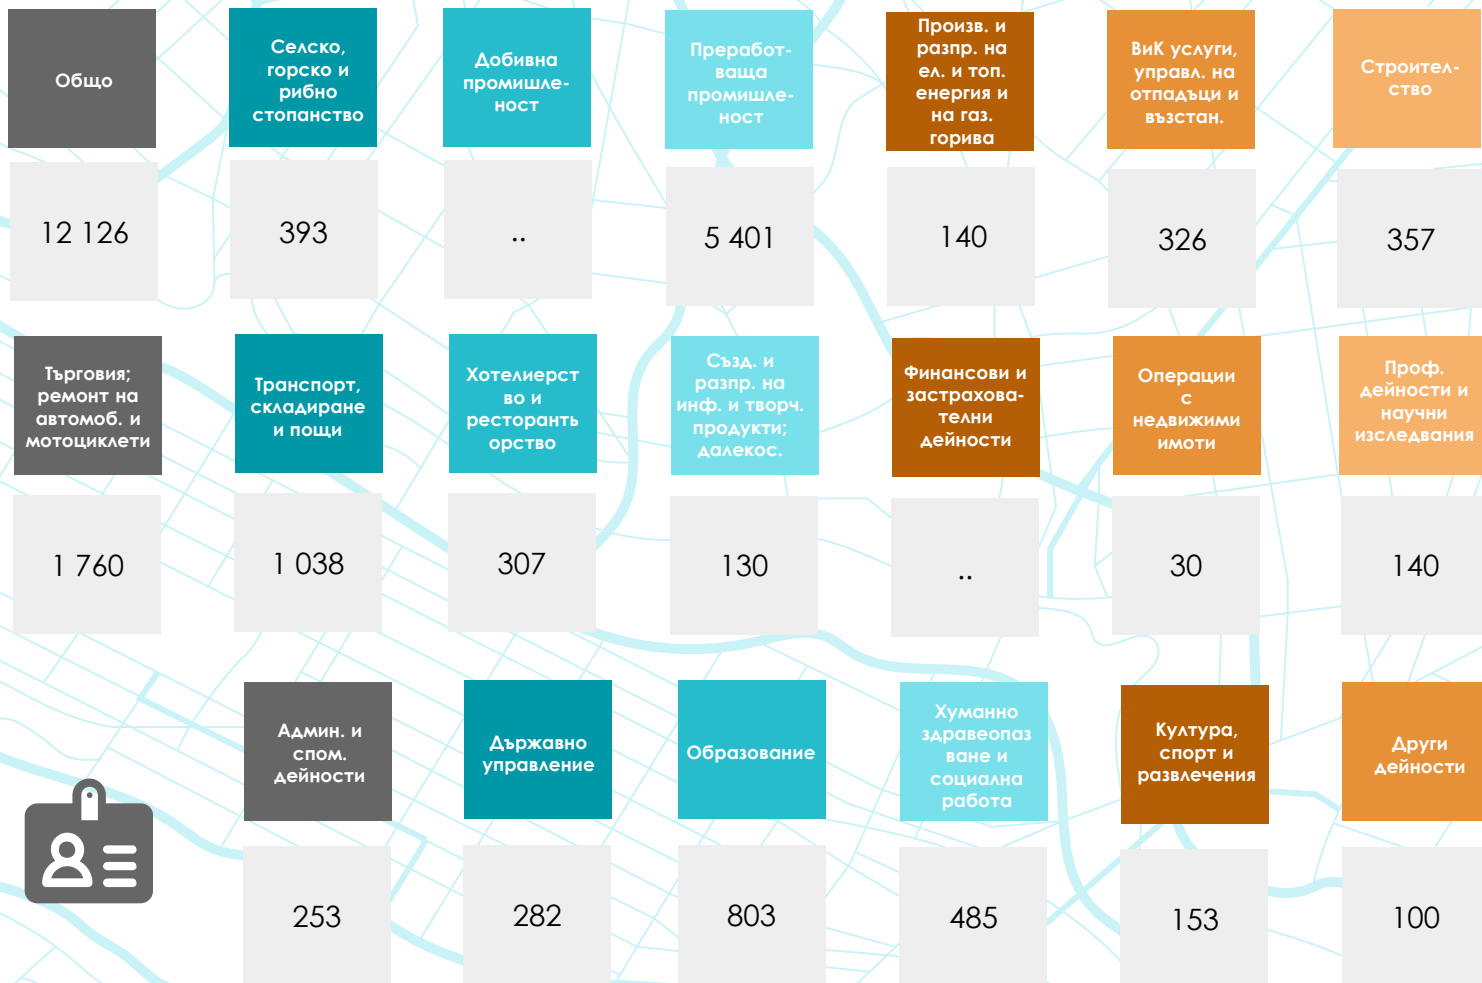 Общо
Селско,
горско и
рибно
стопанство
Добивна
промишле-
ност
Преработ-
ваща
промишле-
ност
Произв. и
разпр. на
ел. и топ.
енергия и
на газ.
горива
ВиК услуги,
управл. на
отпадъци и
възстан.
Строител-
ство
12 126
393
..
5 401
140
326
357
Търговия;
ремонт на
автомоб. и
мотоциклети
Транспорт,
складиране
и пощи
Хотелиерст
во и
ресторанть
орство
Създ. и
разпр. на
инф. и творч.
продукти;
далекос.
Финансови и
застрахова-
телни
дейности
Операции
с
недвижими
имоти
Проф.
дейности и
научни
изследвания
1 760
1 038
307
130
..
30
140
Админ. и
спом.
дейности
Държавно
управление
Образование
Хуманно
здравеопаз
ване и
социална
работа
Култура,
спорт и
развлечения
Други
дейности
253
282
803
485
153
100